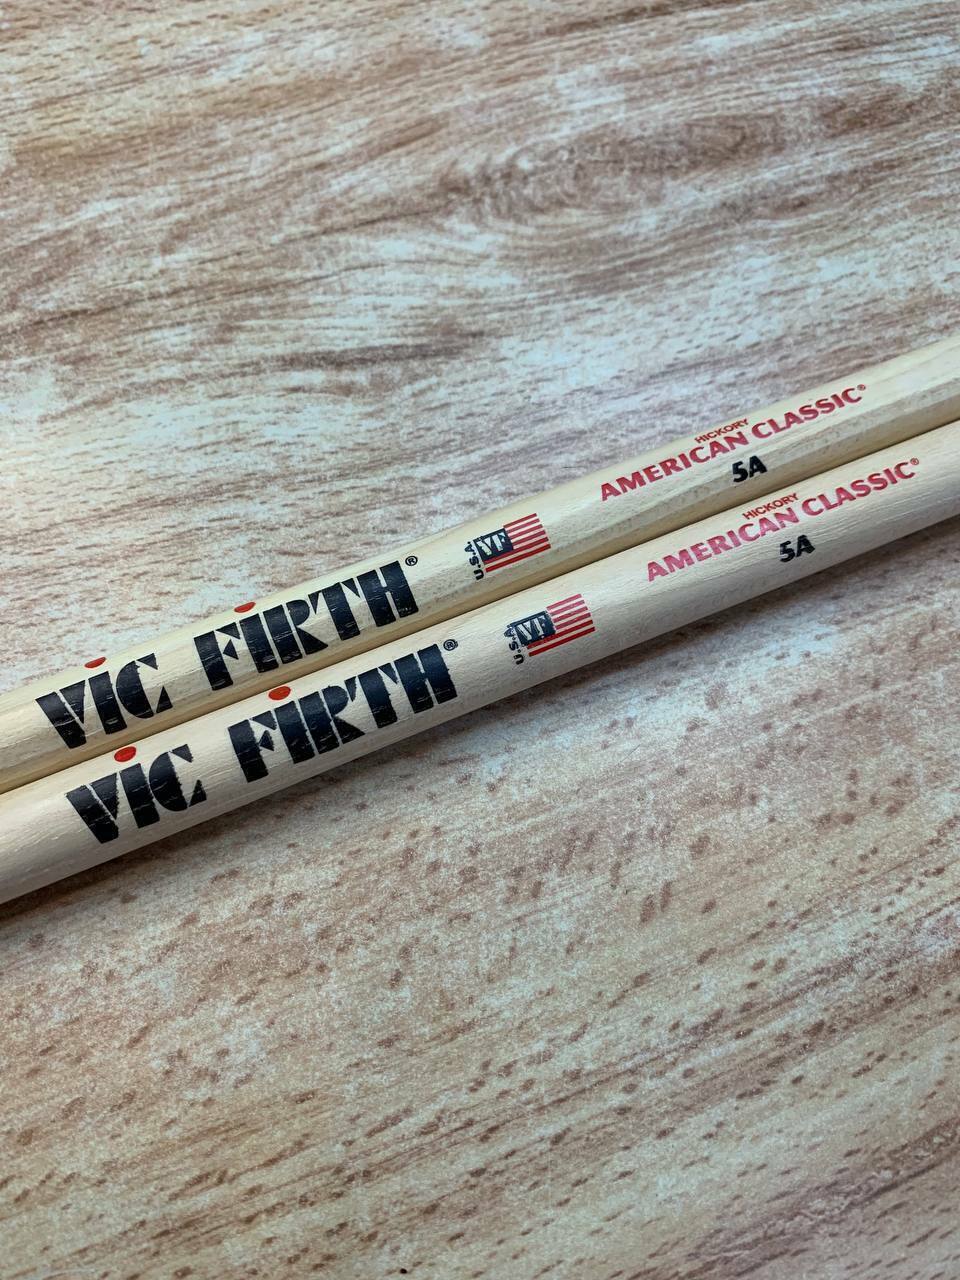 VIC FIRTH®
U.S.A.
VF
HICKORY
AMERICAN CLASSIC®
5A
VIC FIRTH®
U.S.A.
VF
HICKORY
AMERICAN CLASSIC®
5A